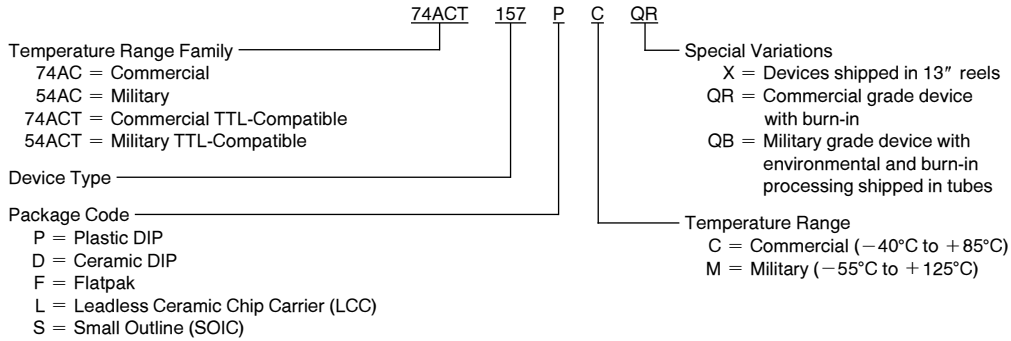 74ACT 157 P C QR
Temperature Range Family
74AC = Commercial
54AC = Military
74ACT = Commercial TTL-Compatible
54ACT = Military TTL-Compatible
Device Type
Package Code
P = Plastic DIP
D = Ceramic DIP
F = Flatpak
L = Leadless Ceramic Chip Carrier (LCC)
S = Small Outline (SOIC)
Special Variations
X = Devices shipped in 13″ reels
QR = Commercial grade device
with burn-in
QB = Military grade device with
environmental and burn-in
processing shipped in tubes
Temperature Range
C = Commercial (−40°C to +85°C)
M = Military (−55°C to +125°C)